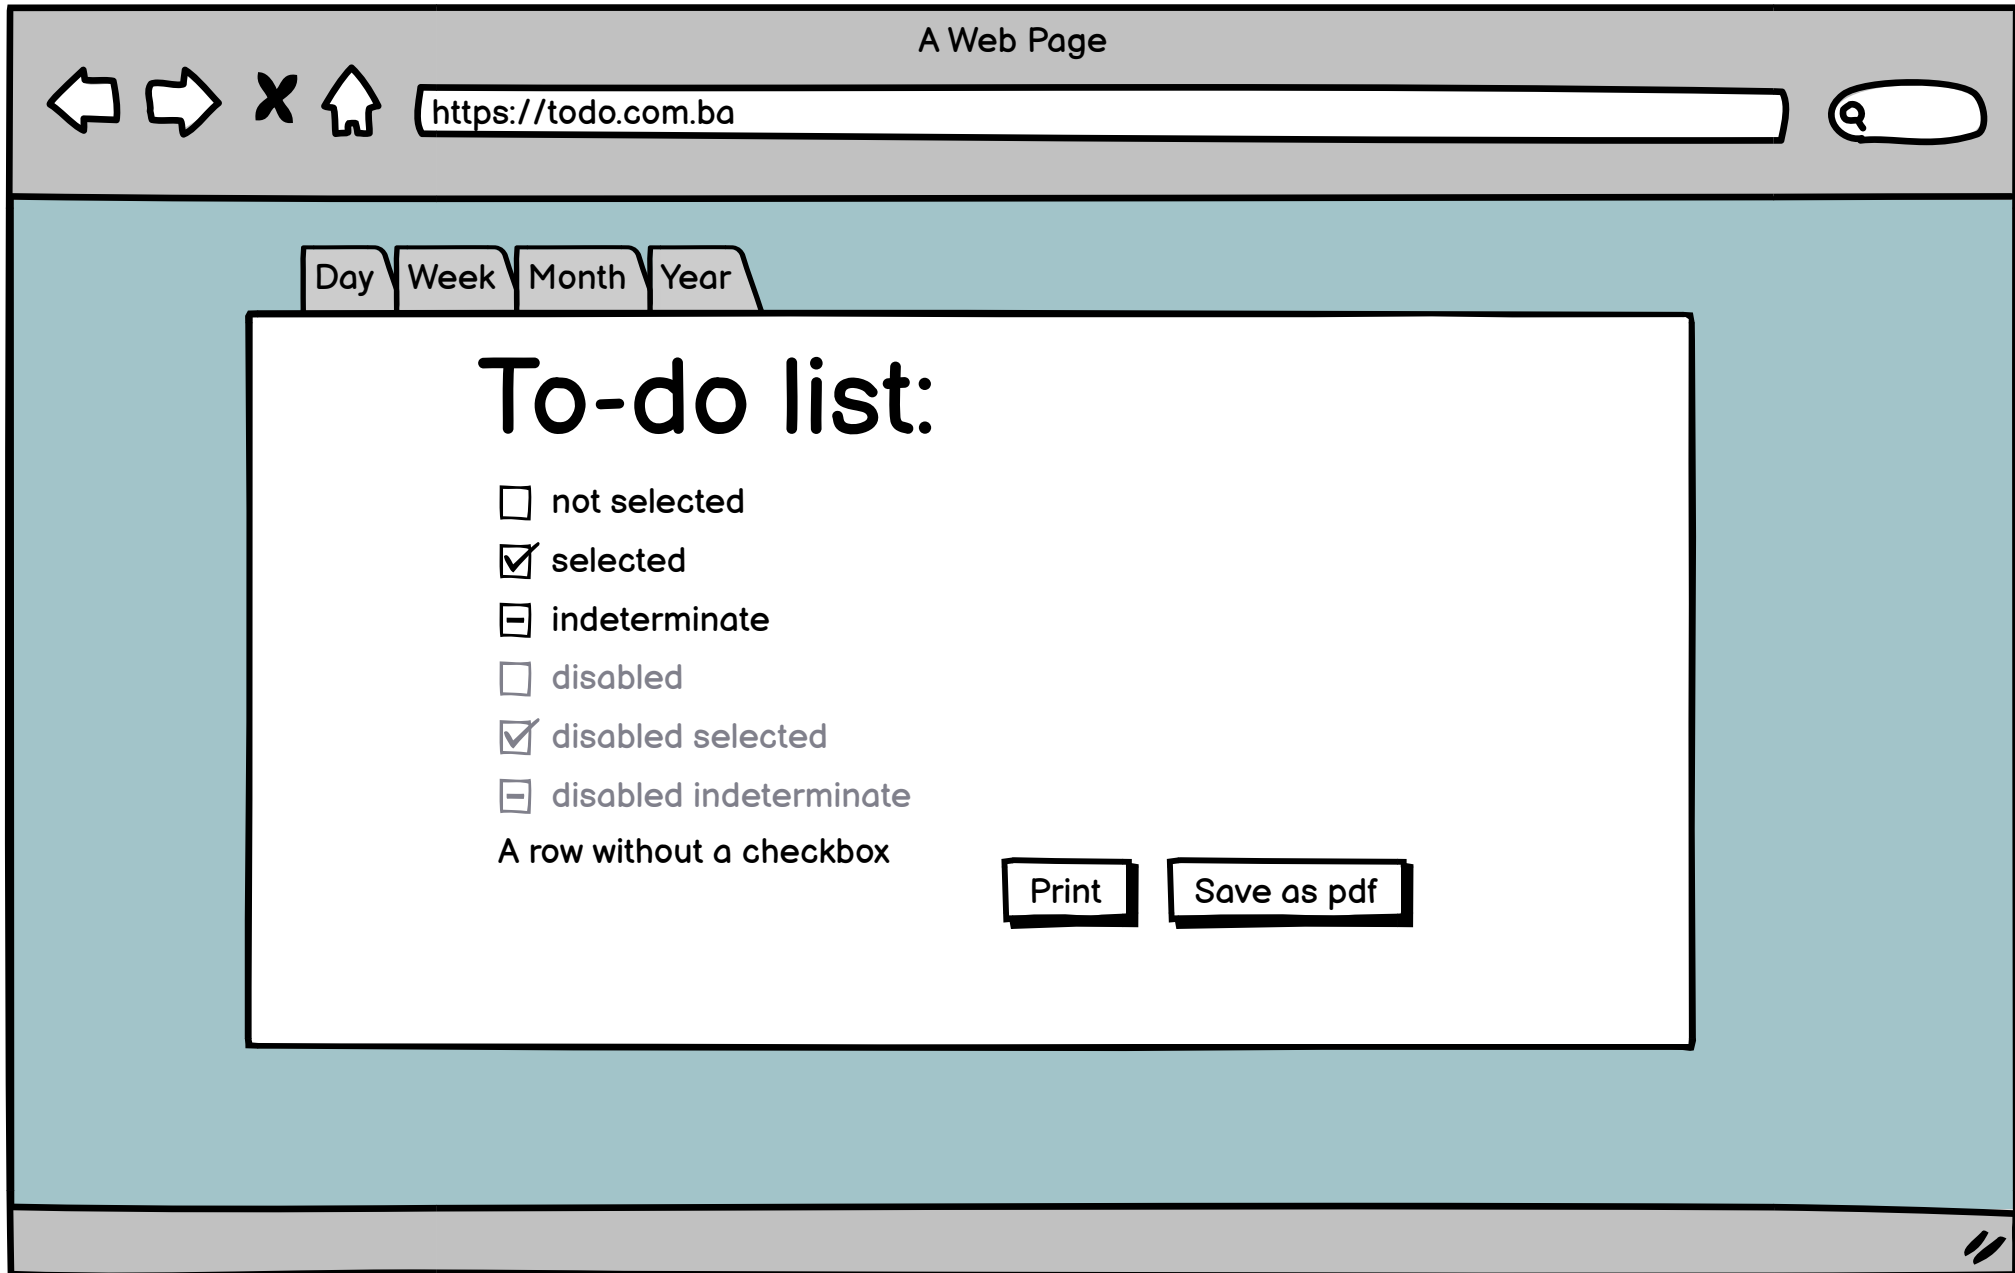 A Web Page
https://todo.com.ba
Day Week Month Year
To-do list:
not selected
selected
indeterminate
disabled
disabled selected
disabled indeterminate
A row without a checkbox
Print Save as pdf